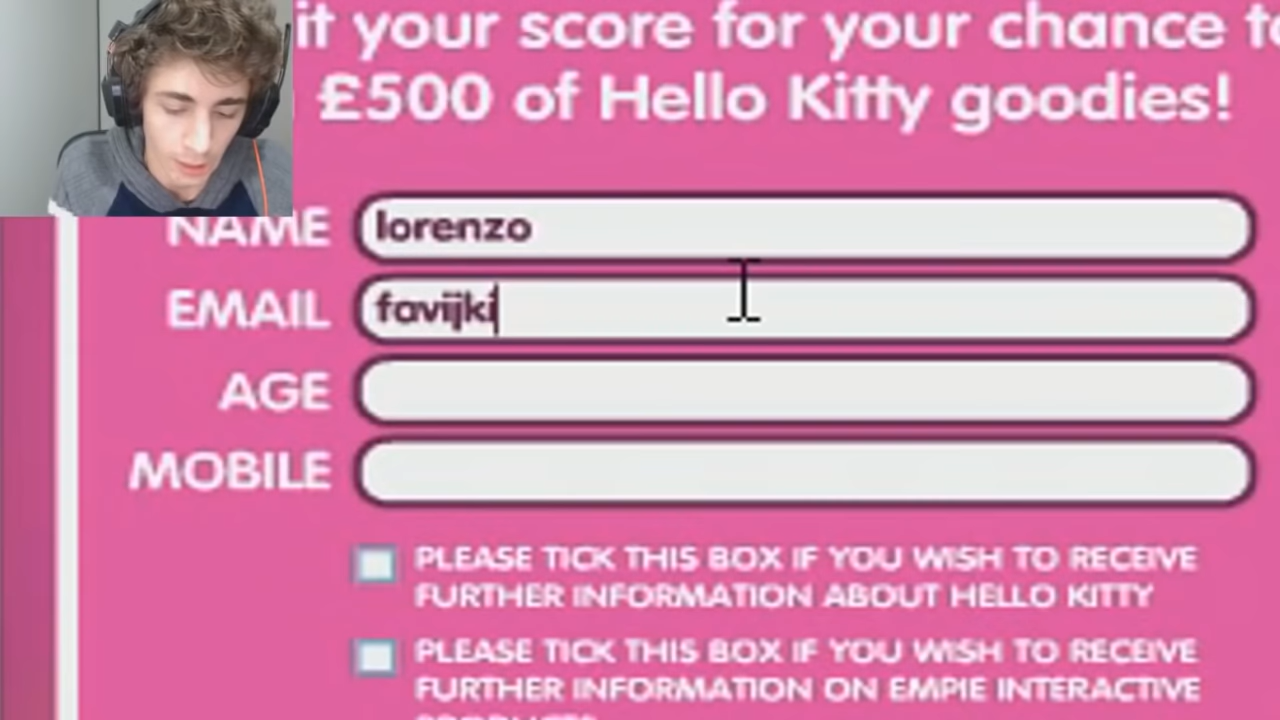 it your score for your chance to
£500 of Hello Kitty goodies!
NAME lorenzo
EMAIL favijki
AGE
MOBILE
PLEASE TICK THIS BOX IF YOU WISH TO RECEIVE
FURTHER INFORMATION ABOUT HELLO KITTY
PLEASE TICK THIS BOX IF YOU WISH TO RECEIVE
FURTHER INFORMATION ON EMPIE INTERACTIVE